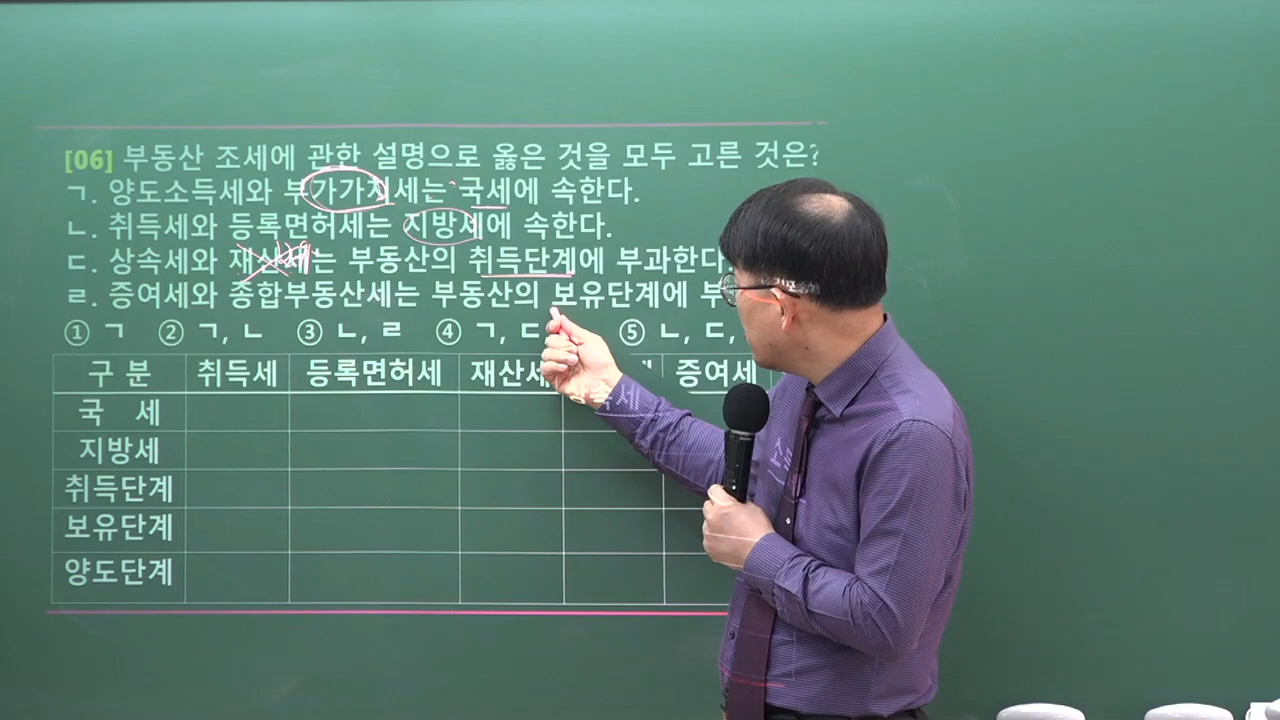 [06] 부동산 조세에 관한 설명으로 옳은 것을 모두 고른 것은?
ㄱ. 양도소득세와 부가가치세는 국세에 속한다.
ㄴ. 취득세와 등록면허세는 지방세에 속한다.
ㄷ. 상속세와 재산세는 부동산의 취득단계에 부과한다
ㄹ. 증여세와 종합부동산세는 부동산의 보유단계에 부
① ㄱ ② ㄱ, ㄴ ③ ㄴ, ㄹ ④ ㄱ, ㄷ ⑤ ㄴ, ㄷ,
구 분 취득세 등록면허세 재산세 증여세
국 세
지방세
취득단계
보유단계
양도단계